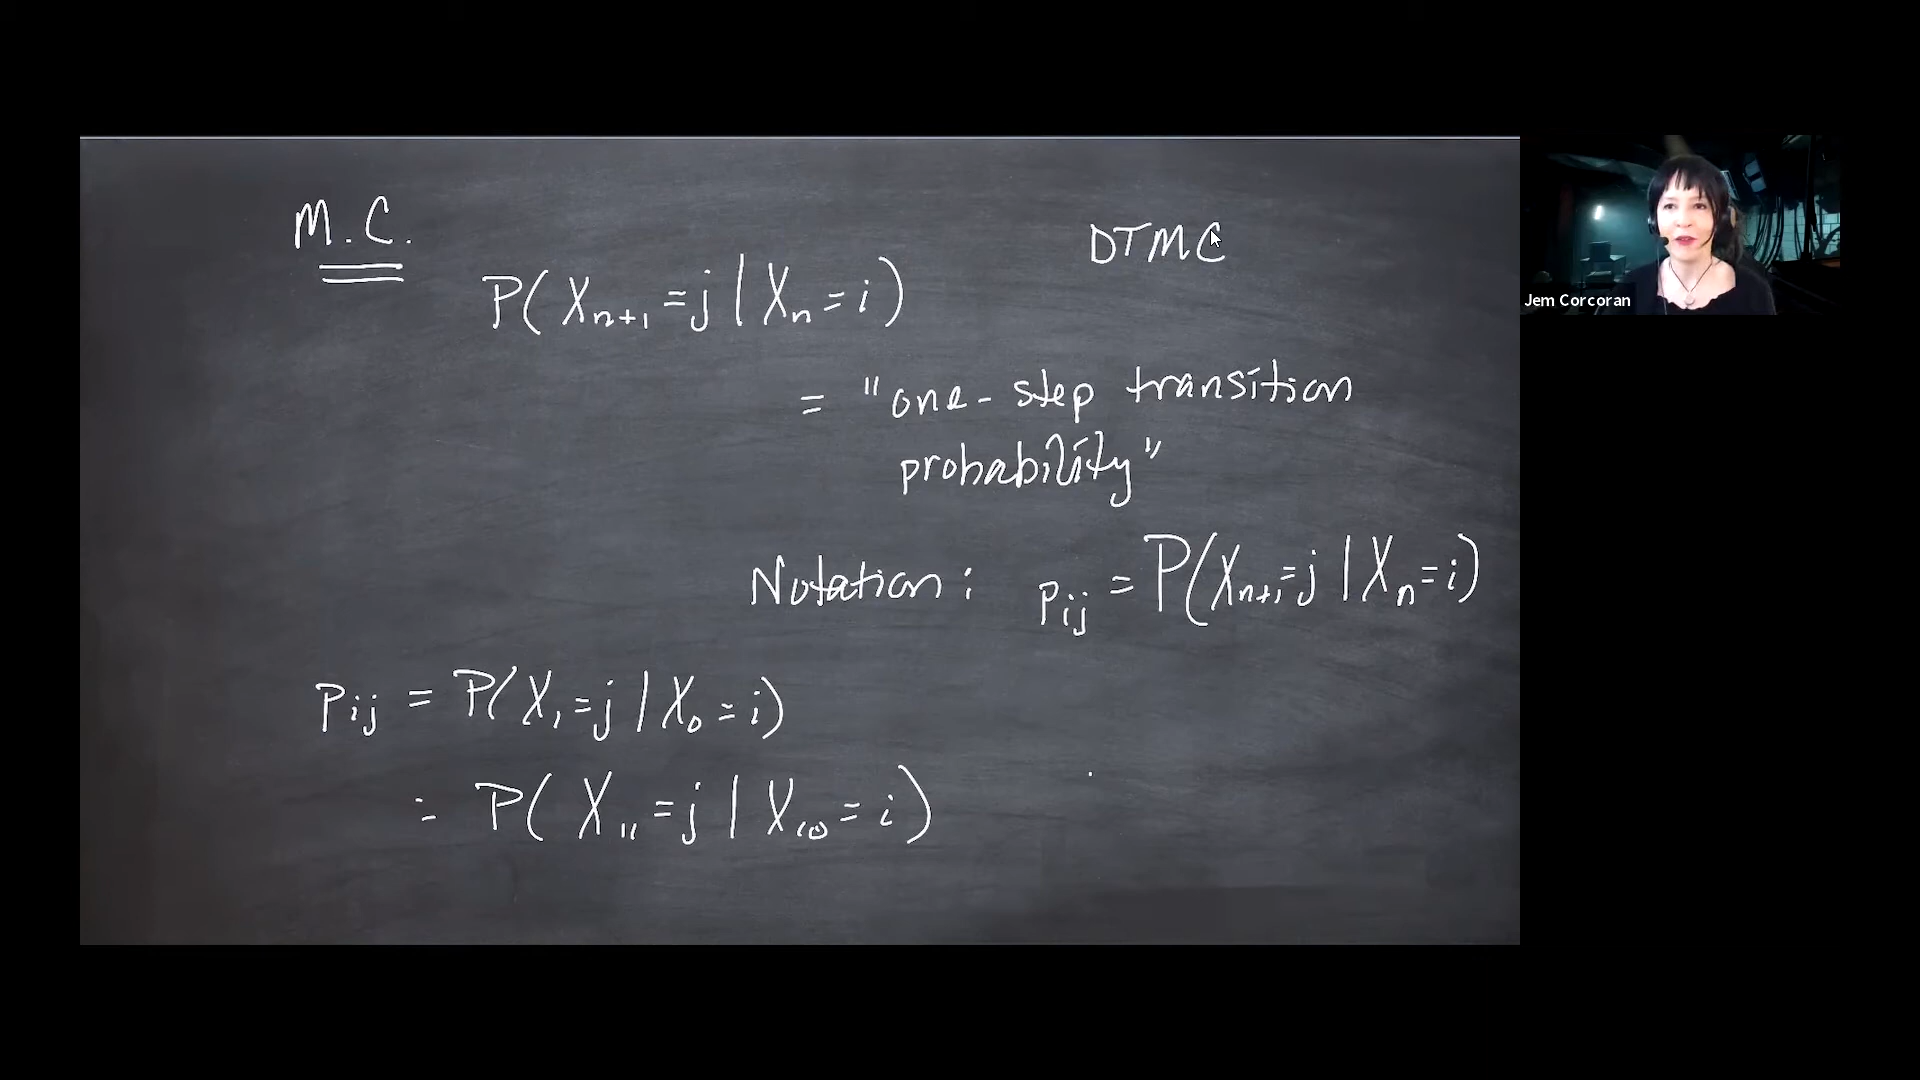 M.C.
DTMC
P(Xn+1 = j | Xn = i)
= "one-step transition
probability"
Notation: pij = P(Xn+1 = j | Xn = i)
pij = P(X1 = j | X0 = i)
= P(X11 = j | X10 = i)
Jem Corcoran